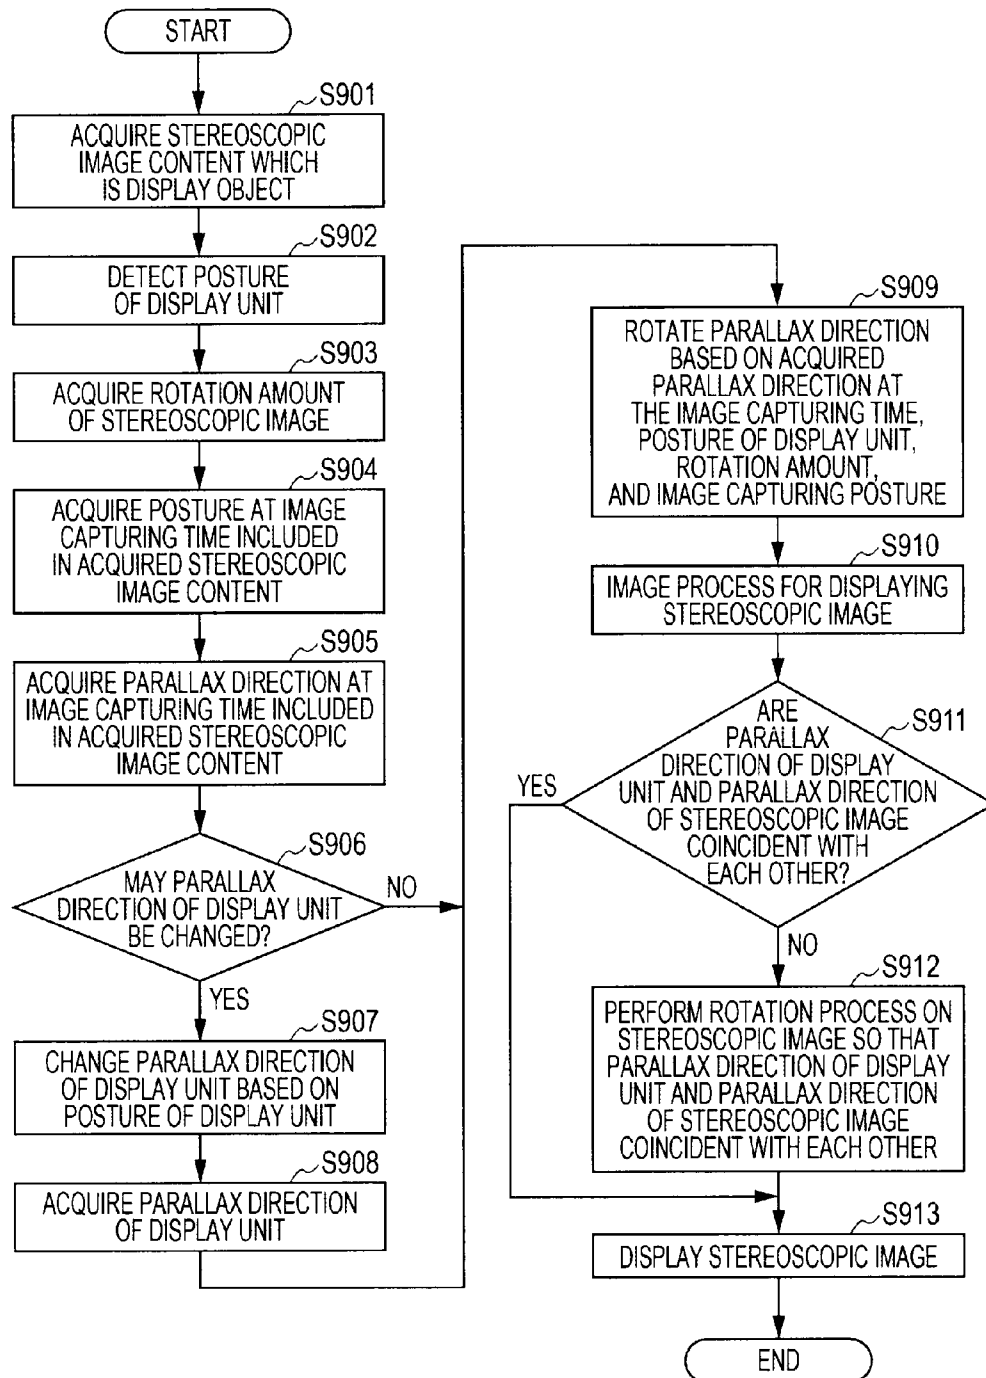 START
S901
ACQUIRE STEREOSCOPIC
IMAGE CONTENT WHICH
IS DISPLAY OBJECT
S902
DETECT POSTURE
OF DISPLAY UNIT
S903
ACQUIRE ROTATION AMOUNT
OF STEREOSCOPIC IMAGE
S904
ACQUIRE POSTURE AT IMAGE
CAPTURING TIME INCLUDED
IN ACQUIRED STEREOSCOPIC
IMAGE CONTENT
S905
ACQUIRE PARALLAX DIRECTION AT
IMAGE CAPTURING TIME INCLUDED
IN ACQUIRED STEREOSCOPIC
IMAGE CONTENT
S906
MAY PARALLAX
DIRECTION OF DISPLAY UNIT
BE CHANGED?
NO
YES
S907
CHANGE PARALLAX DIRECTION
OF DISPLAY UNIT BASED ON
POSTURE OF DISPLAY UNIT
S908
ACQUIRE PARALLAX DIRECTION
OF DISPLAY UNIT
S909
ROTATE PARALLAX DIRECTION
BASED ON ACQUIRED
PARALLAX DIRECTION AT
THE IMAGE CAPTURING TIME,
POSTURE OF DISPLAY UNIT,
ROTATION AMOUNT,
AND IMAGE CAPTURING POSTURE
S910
IMAGE PROCESS FOR DISPLAYING
STEREOSCOPIC IMAGE
S911
ARE
PARALLAX
DIRECTION OF DISPLAY
UNIT AND PARALLAX DIRECTION
OF STEREOSCOPIC IMAGE
COINCIDENT WITH
EACH OTHER?
YES
NO
S912
PERFORM ROTATION PROCESS ON
STEREOSCOPIC IMAGE SO THAT
PARALLAX DIRECTION OF DISPLAY
UNIT AND PARALLAX DIRECTION
OF STEREOSCOPIC IMAGE
COINCIDENT WITH EACH OTHER
S913
DISPLAY STEREOSCOPIC IMAGE
END